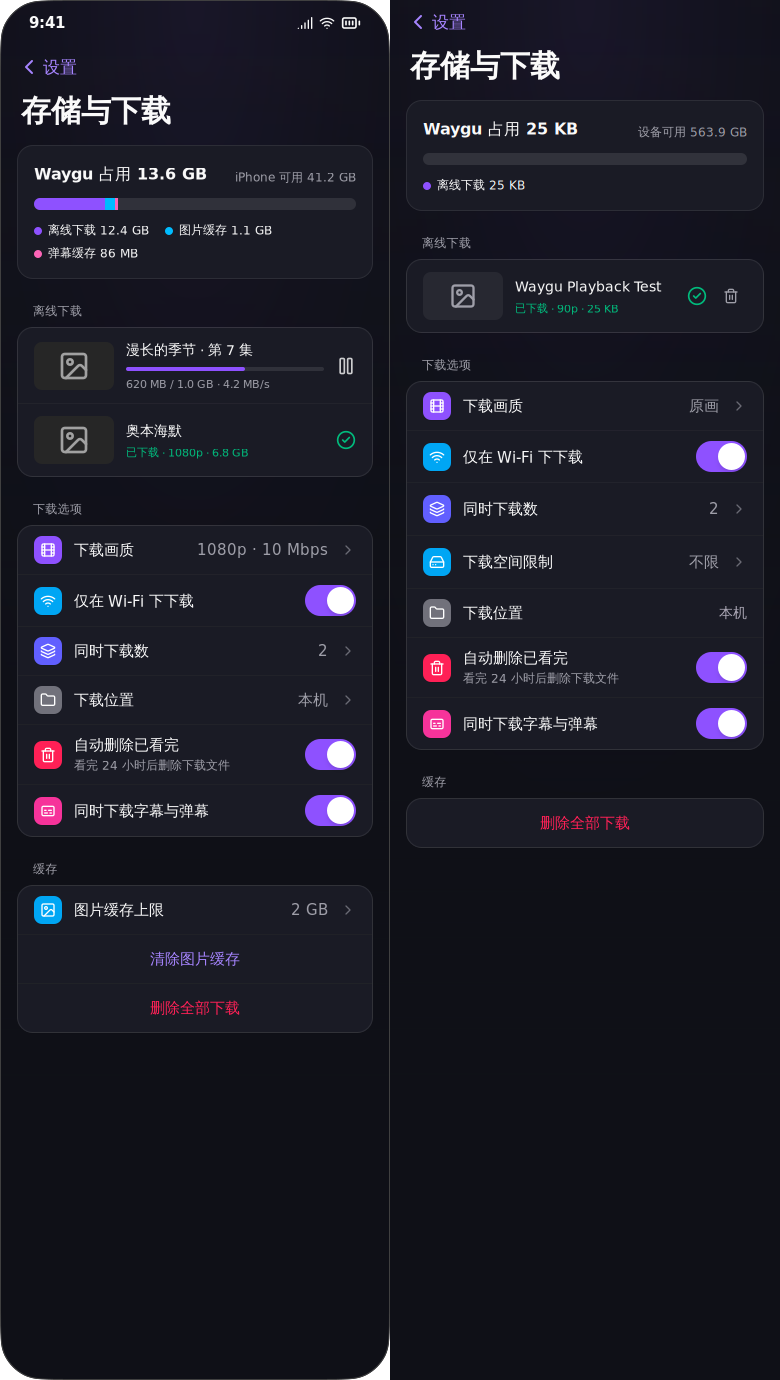 9:41
设置
存储与下载
Waygu 占用 13.6 GB
iPhone 可用 41.2 GB
离线下载 12.4 GB
图片缓存 1.1 GB
弹幕缓存 86 MB
离线下载
漫长的季节 · 第 7 集
620 MB / 1.0 GB · 4.2 MB/s
奥本海默
已下载 · 1080p · 6.8 GB
下载选项
下载画质 1080p · 10 Mbps
仅在 Wi-Fi 下下载
同时下载数 2
下载位置 本机
自动删除已看完
看完 24 小时后删除下载文件
同时下载字幕与弹幕
缓存
图片缓存上限 2 GB
清除图片缓存
删除全部下载
设置
存储与下载
Waygu 占用 25 KB
设备可用 563.9 GB
离线下载 25 KB
离线下载
Waygu Playback Test
已下载 · 90p · 25 KB
下载选项
下载画质 原画
仅在 Wi-Fi 下下载
同时下载数 2
下载空间限制 不限
下载位置 本机
自动删除已看完
看完 24 小时后删除下载文件
同时下载字幕与弹幕
缓存
删除全部下载